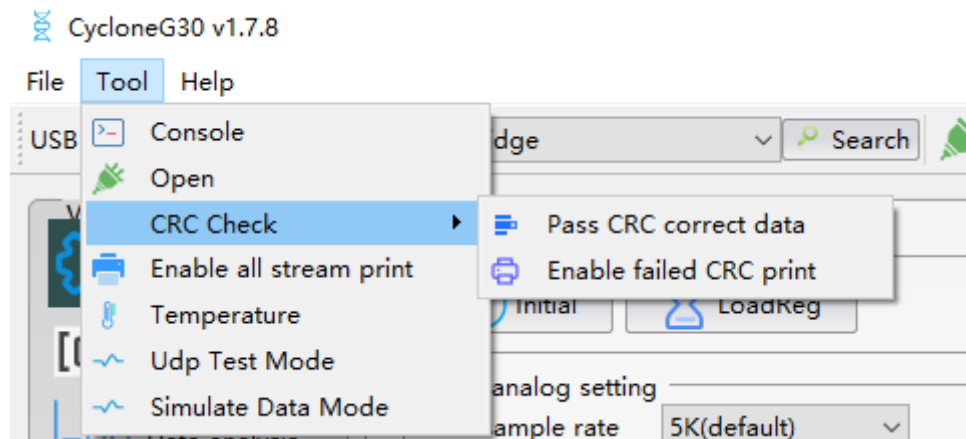 CycloneG30 v1.7.8
File Tool Help
USB dge Search
Console
Open
CRC Check
Pass CRC correct data
Enable all stream print
Enable failed CRC print
Temperature
Initial LoadReg
Udp Test Mode
analog setting
Simulate Data Mode
ample rate 5K(default)